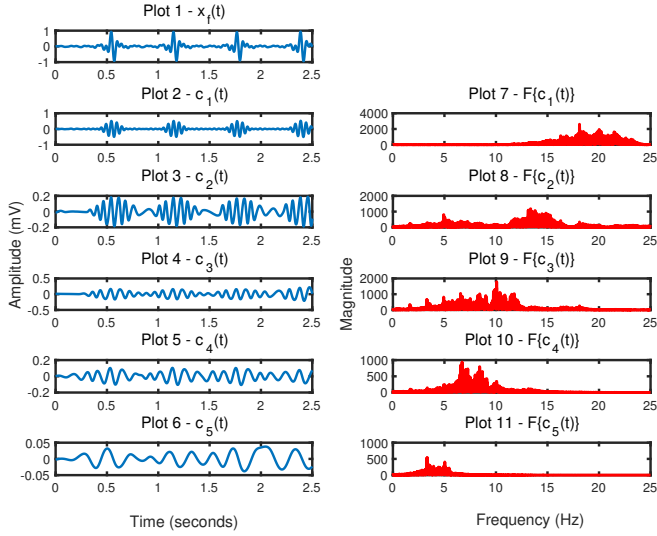 Plot 1 - x_f(t)
1
0
-1
0 0.5 1 1.5 2 2.5
Plot 2 - c_1(t)
1
0
-1
0 0.5 1 1.5 2 2.5
Plot 3 - c_2(t)
0.2
0
-0.2
0 0.5 1 1.5 2 2.5
Plot 4 - c_3(t)
0.5
0
-0.5
0 0.5 1 1.5 2 2.5
Plot 5 - c_4(t)
0.2
0
-0.2
0 0.5 1 1.5 2 2.5
Plot 6 - c_5(t)
0.05
0
-0.05
0 0.5 1 1.5 2 2.5
Amplitude (mV)
Time (seconds)
Plot 7 - F{c_1(t)}
4000
2000
0
0 5 10 15 20 25
Plot 8 - F{c_2(t)}
2000
1000
0
0 5 10 15 20 25
Plot 9 - F{c_3(t)}
2000
1000
0
0 5 10 15 20 25
Plot 10 - F{c_4(t)}
1000
500
0
0 5 10 15 20 25
Plot 11 - F{c_5(t)}
1000
500
0
0 5 10 15 20 25
Magnitude
Frequency (Hz)